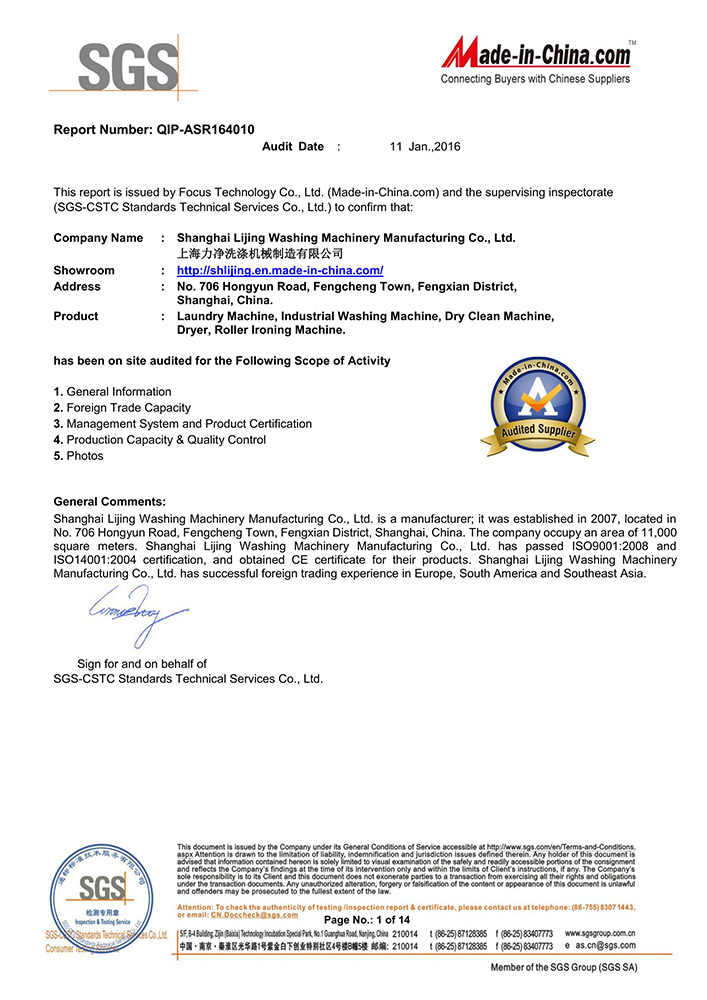 SGS
Made-in-China.com
TM
Connecting Buyers with Chinese Suppliers
Report Number: QIP-ASR164010
Audit Date : 11 Jan.,2016
This report is issued by Focus Technology Co., Ltd. (Made-in-China.com) and the supervising inspectorate
(SGS-CSTC Standards Technical Services Co., Ltd.) to confirm that:
Company Name : Shanghai Lijing Washing Machinery Manufacturing Co., Ltd.
上海力净洗涤机械制造有限公司
Showroom : http://shlijing.en.made-in-china.com/
Address : No. 706 Hongyun Road, Fengcheng Town, Fengxian District,
Shanghai, China.
Product : Laundry Machine, Industrial Washing Machine, Dry Clean Machine,
Dryer, Roller Ironing Machine.
has been on site audited for the Following Scope of Activity
1. General Information
2. Foreign Trade Capacity
3. Management System and Product Certification
4. Production Capacity & Quality Control
5. Photos
Made-in-China.com
Audited Supplier
General Comments:
Shanghai Lijing Washing Machinery Manufacturing Co., Ltd. is a manufacturer; it was established in 2007, located in
No. 706 Hongyun Road, Fengcheng Town, Fengxian District, Shanghai, China. The company occupy an area of 11,000
square meters. Shanghai Lijing Washing Machinery Manufacturing Co., Ltd. has passed ISO9001:2008 and
ISO14001:2004 certification, and obtained CE certificate for their products. Shanghai Lijing Washing Machinery
Manufacturing Co., Ltd. has successful foreign trading experience in Europe, South America and Southeast Asia.
Sign for and on behalf of
SGS-CSTC Standards Technical Services Co., Ltd.
通标标准技术服务有限公司
SGS
检测专用章
Inspection & Testing Service
SGS-CSTC Standards Technical Services Co.,Ltd.
Consumer Testing Services
This document is issued by the Company under its General Conditions of Service accessible at http://www.sgs.com/en/Terms-and-Conditions.
aspx Attention is drawn to the limitation of liability, indemnification and jurisdiction issues defined therein. Any holder of this document is
advised that information contained hereon is solely limited to visual examination of the safely and readily accessible portions of the consignment
and reflects the Company's findings at the time of its intervention only and within the limits of Client's instructions, if any. The Company's
sole responsibility is to its Client and this document does not exonerate parties to a transaction from exercising all their rights and obligations
under the transaction documents. Any unauthorized alteration, forgery or falsification of the content or appearance of this document is unlawful
and offenders may be prosecuted to the fullest extent of the law.
Attention: To check the authenticity of testing /inspection report & certificate, please contact us at telephone: (86-755) 8307 1443,
or email: CN.Doccheck@sgs.com
Page No.: 1 of 14
5/F, B-4 Building, Zijin (Baixia) Technology Incubation Special Park, No.1 Guanghua Road, Nanjing, China 210014 t (86-25) 87128385 f (86-25) 83407773 www.sgsgroup.com.cn
中国・南京・秦淮区光华路1号紫金白下创业特别社区4号楼B幢5楼 邮编: 210014 t (86-25) 87128385 f (86-25) 83407773 e as.cn@sgs.com
Member of the SGS Group (SGS SA)